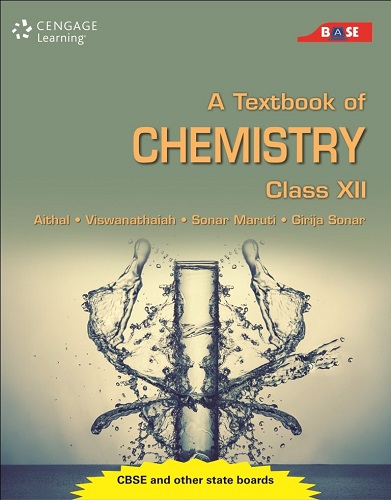 CENGAGE
Learning®
BASE
A Textbook of
CHEMISTRY
Class XII
Aithal • Viswanathaiah • Sonar Maruti • Girija Sonar
CBSE and other state boards